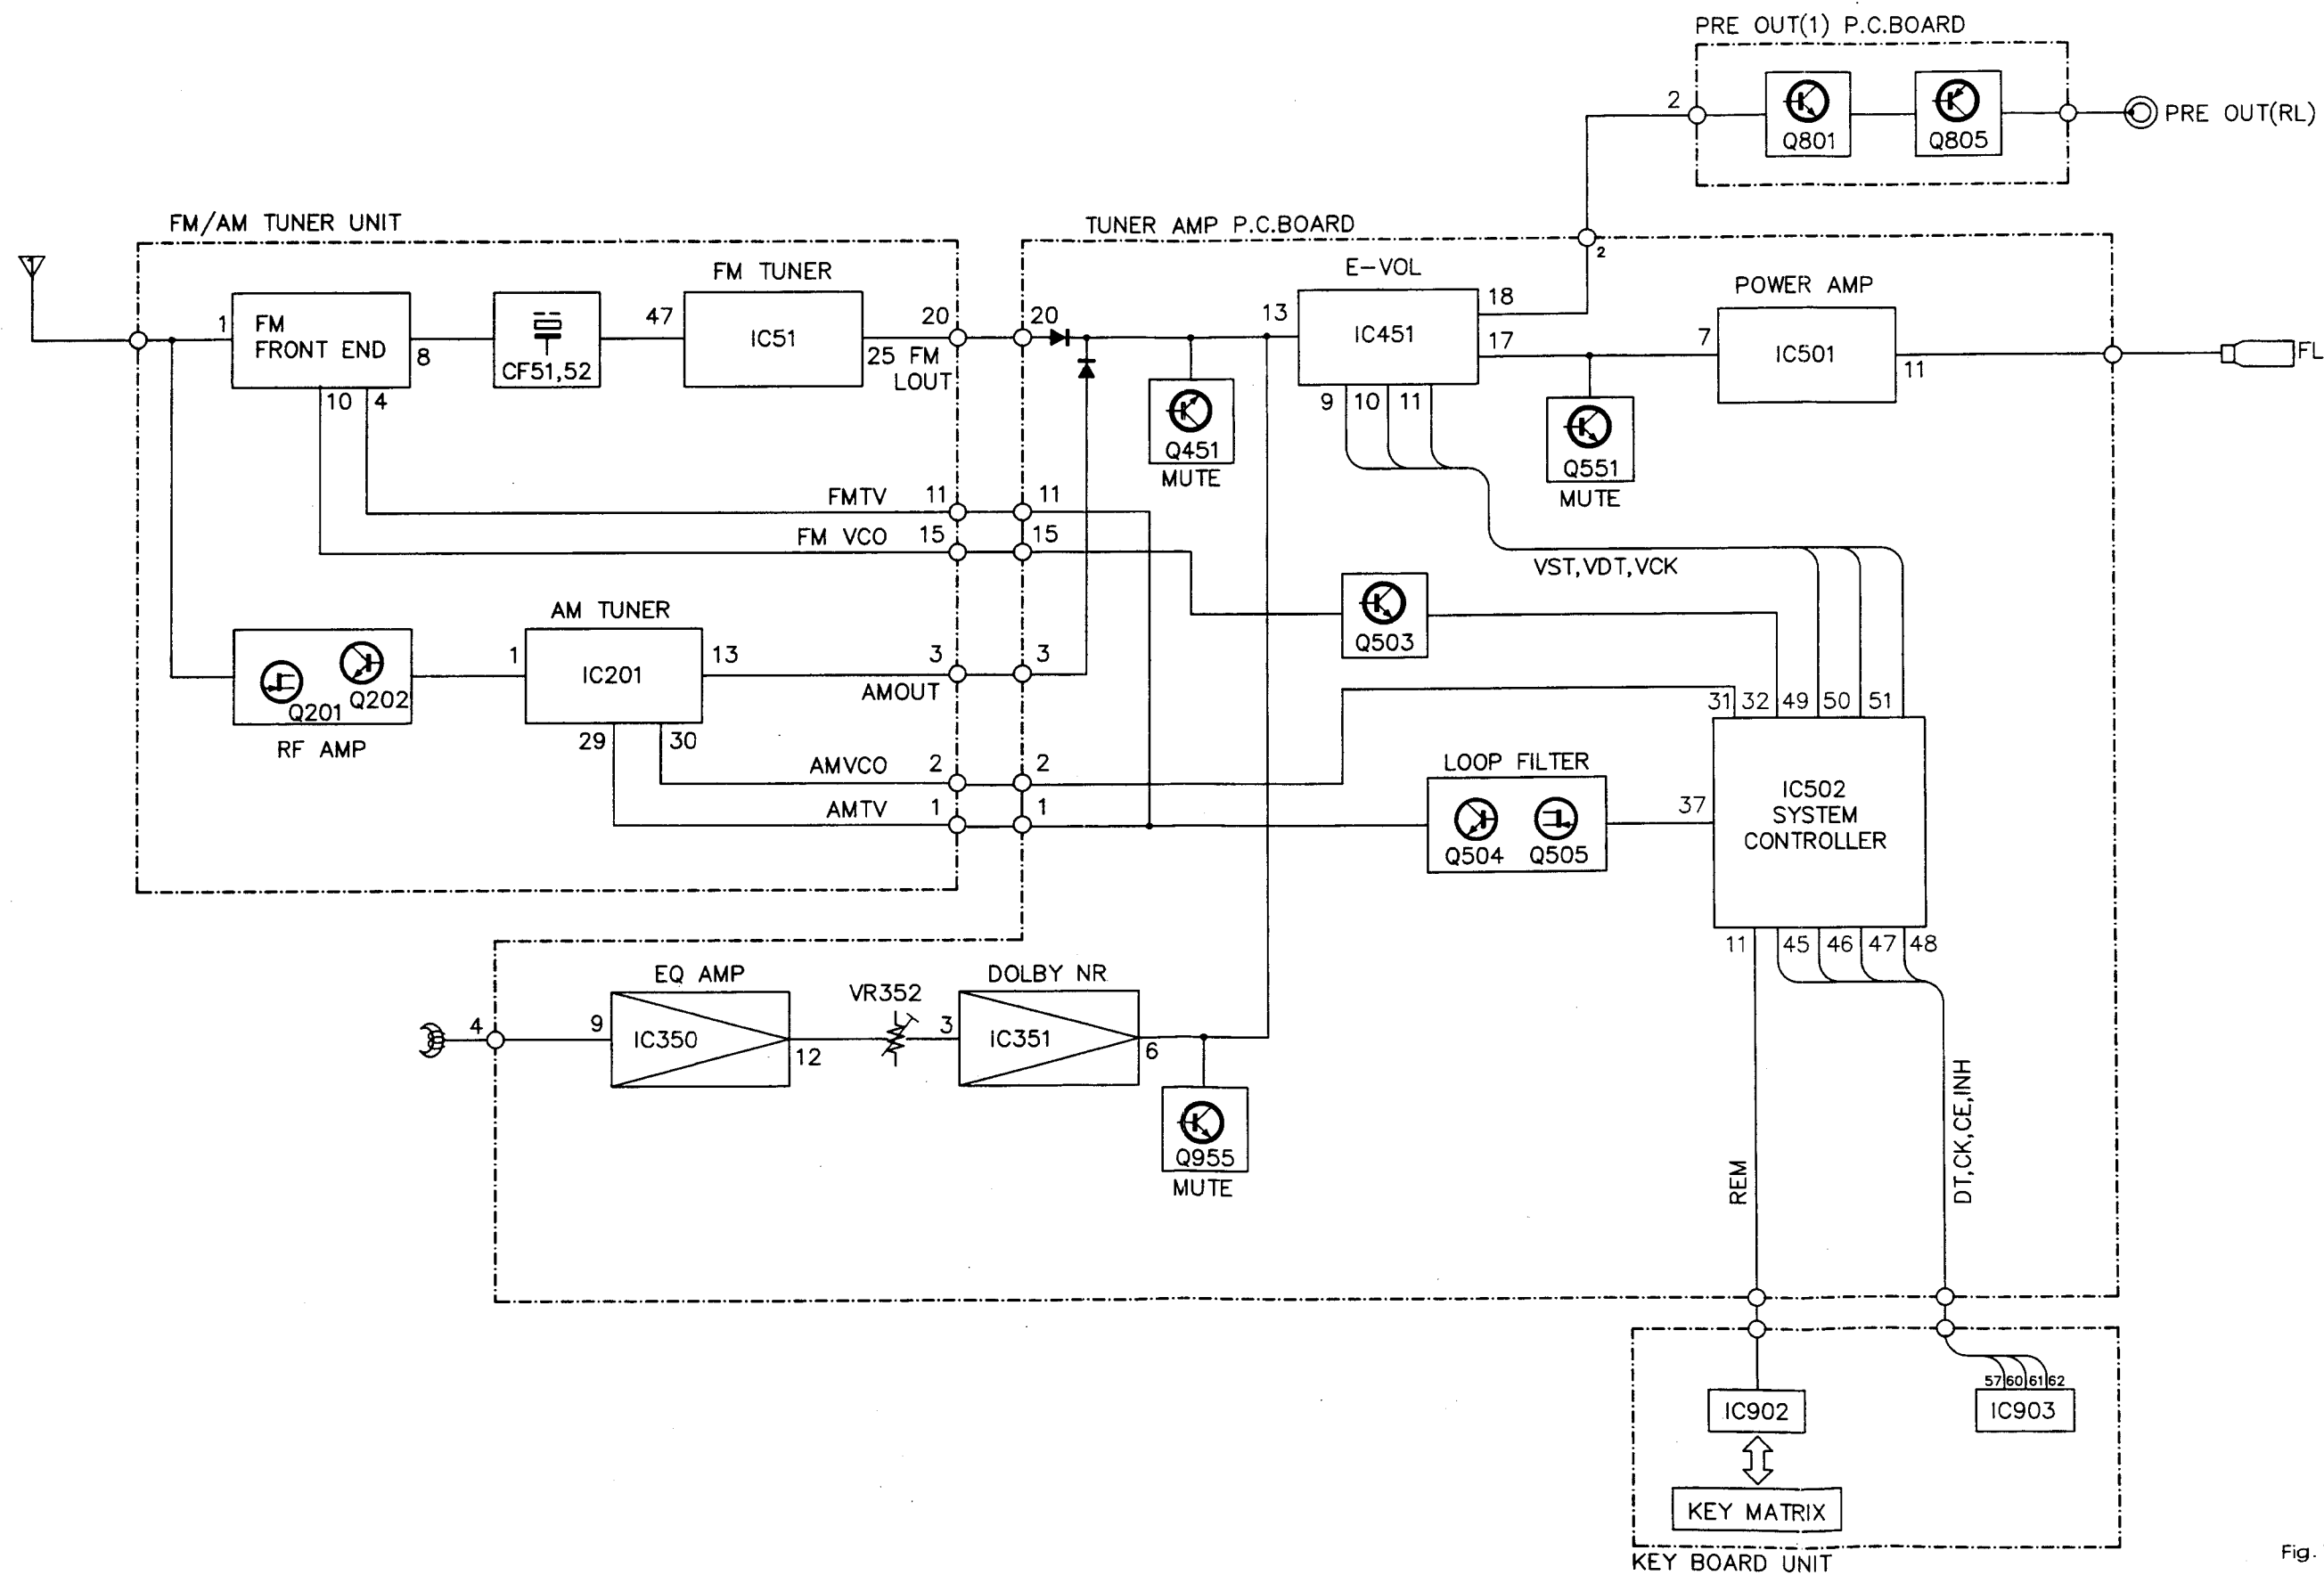 PRE OUT(1) P.C.BOARD
2
Q801
Q805
PRE OUT(RL)
FM/AM TUNER UNIT
TUNER AMP P.C.BOARD
2
FM TUNER
E-VOL
POWER AMP
1
FM
FRONT END
8
CF51,52
47
IC51
20
25 FM
LOUT
20
13
IC451
18
17
7
IC501
11
FL
10
4
9
10
11
Q451
MUTE
Q551
MUTE
FMTV
11
11
FM VCO
15
15
VST,VDT,VCK
Q503
AM TUNER
Q201
Q202
RF AMP
1
IC201
13
3
AMOUT
3
29
30
31
32
49
50
51
AMVCO
2
2
AMTV
1
1
LOOP FILTER
Q504
Q505
37
IC502
SYSTEM
CONTROLLER
11
45
46
47
48
EQ AMP
VR352
DOLBY NR
4
9
IC350
12
3
IC351
6
Q955
MUTE
REM
DT,CK,CE,INH
57
60
61
62
IC902
IC903
KEY MATRIX
KEY BOARD UNIT
Fig.